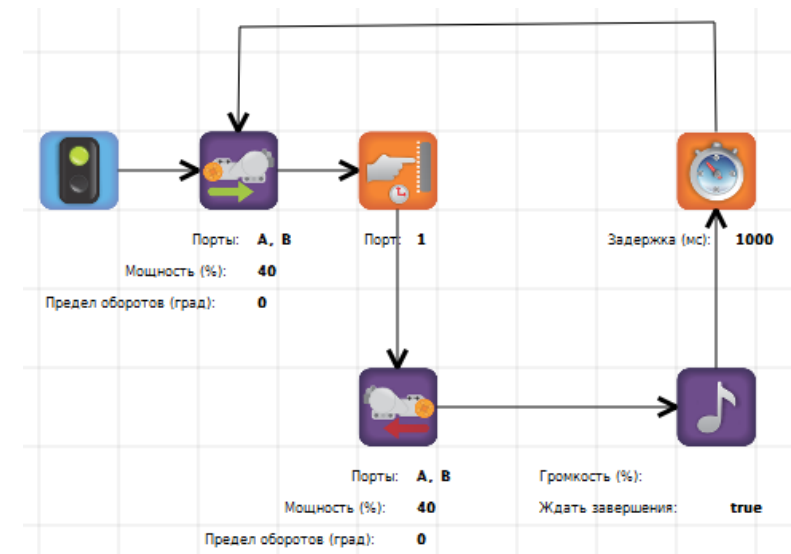 Порты: A, B
Порт: 1
Задержка (мс): 1000
Мощность (%): 40
Предел оборотов (град): 0
Порты: A, B
Громкость (%):
Мощность (%): 40
Ждать завершения: true
Предел оборотов (град): 0